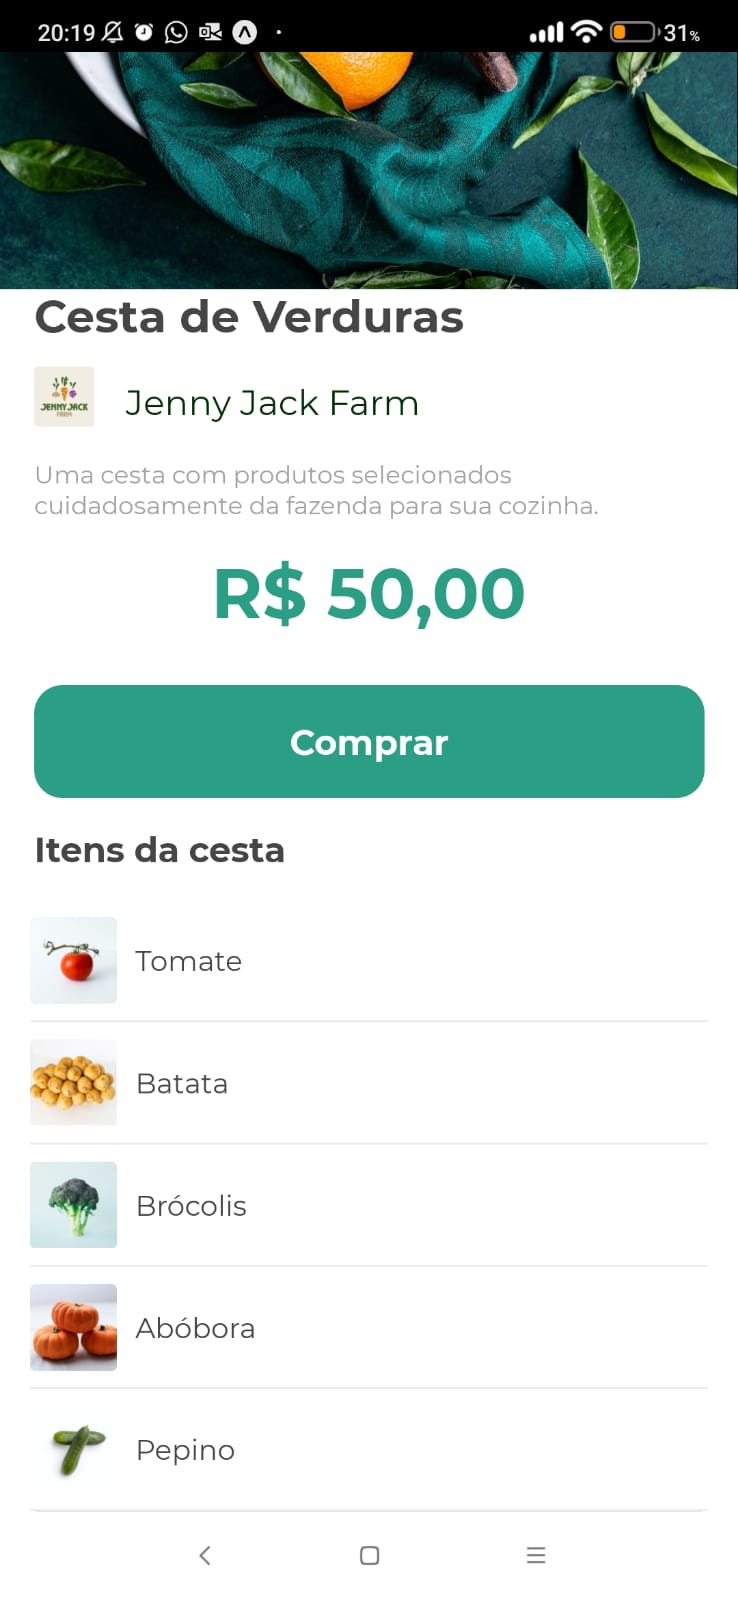 20:19
31%
Cesta de Verduras
JENNY JACK
FARM
Jenny Jack Farm
Uma cesta com produtos selecionados
cuidadosamente da fazenda para sua cozinha.
R$ 50,00
Comprar
Itens da cesta
Tomate
Batata
Brócolis
Abóbora
Pepino